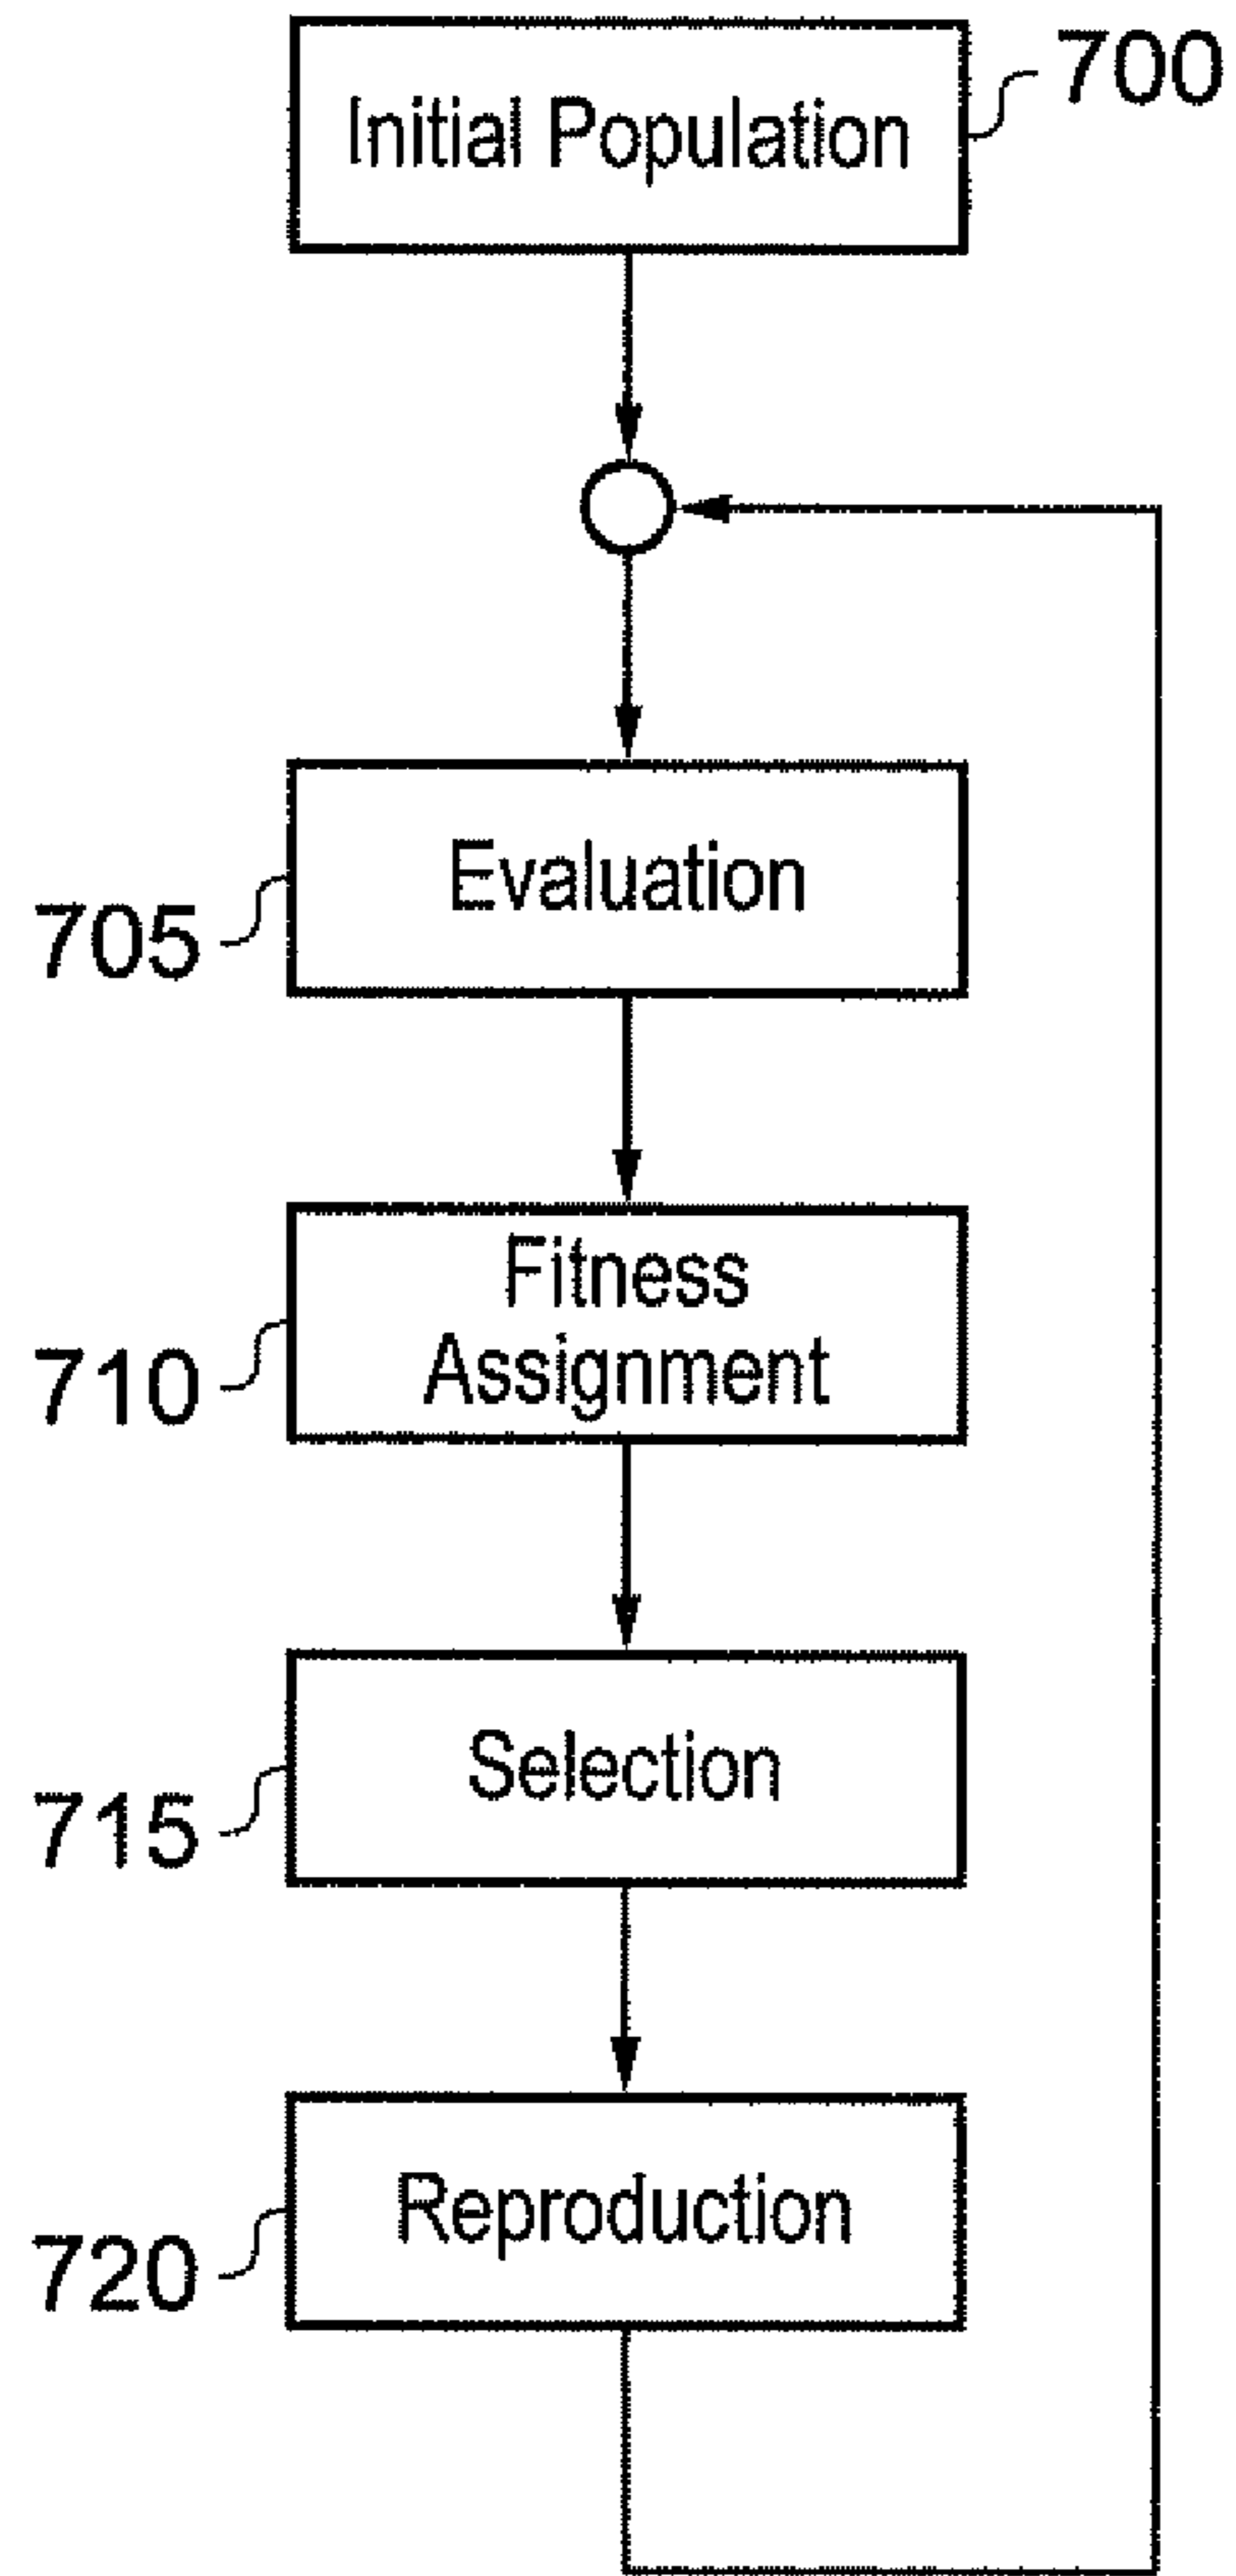 Initial Population
700
Evaluation
705
Fitness
Assignment
710
Selection
715
Reproduction
720